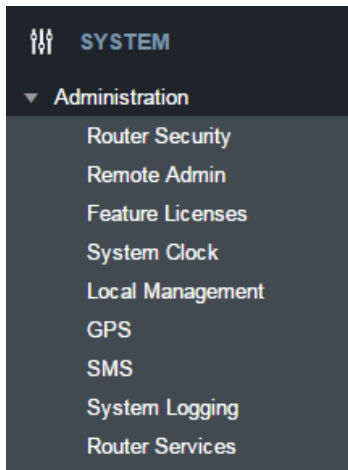 SYSTEM
Administration
Router Security
Remote Admin
Feature Licenses
System Clock
Local Management
GPS
SMS
System Logging
Router Services